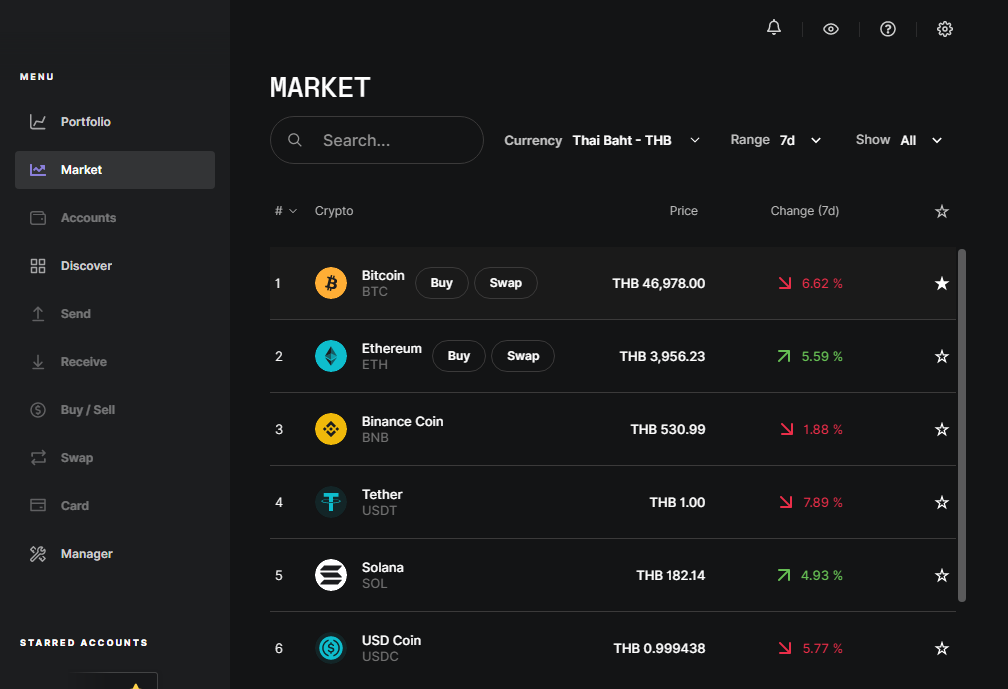 MENU
Portfolio
Market
Accounts
Discover
Send
Receive
Buy / Sell
Swap
Card
Manager
STARRED ACCOUNTS
MARKET
Search...
Currency Thai Baht - THB
Range 7d
Show All
# Crypto Price Change (7d)
1 Bitcoin BTC Buy Swap THB 46,978.00 6.62 %
2 Ethereum ETH Buy Swap THB 3,956.23 5.59 %
3 Binance Coin BNB THB 530.99 1.88 %
4 Tether USDT THB 1.00 7.89 %
5 Solana SOL THB 182.14 4.93 %
6 USD Coin USDC THB 0.999438 5.77 %